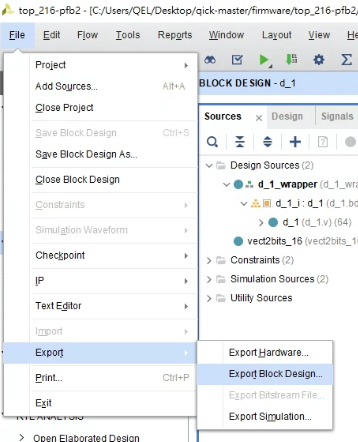 top_216-pfb2 - [C:/Users/QEL/Desktop/qick-master/firmware/top_216-pfb2
File Edit Flow Tools Reports Window Layout View H
BLOCK DESIGN - d_1
Project
Add Sources... Alt+A
Close Project
Save Block Design Ctrl+S
Save Block Design As...
Close Block Design
Constraints
Simulation Waveform
Checkpoint
IP
Text Editor
Import
Export
Print... Ctrl+P
Exit
Open Elaborated Design
Sources Design Signals
Design Sources (2)
d_1_wrapper (d_1_wra
d_1_i : d_1 (d_1.bd
d_1 (d_1.v) (64)
vect2bits_16 (vect2bits_16
Constraints (2)
Simulation Sources (2)
Utility Sources
Export Hardware...
Export Block Design...
Export Bitstream File...
Export Simulation...